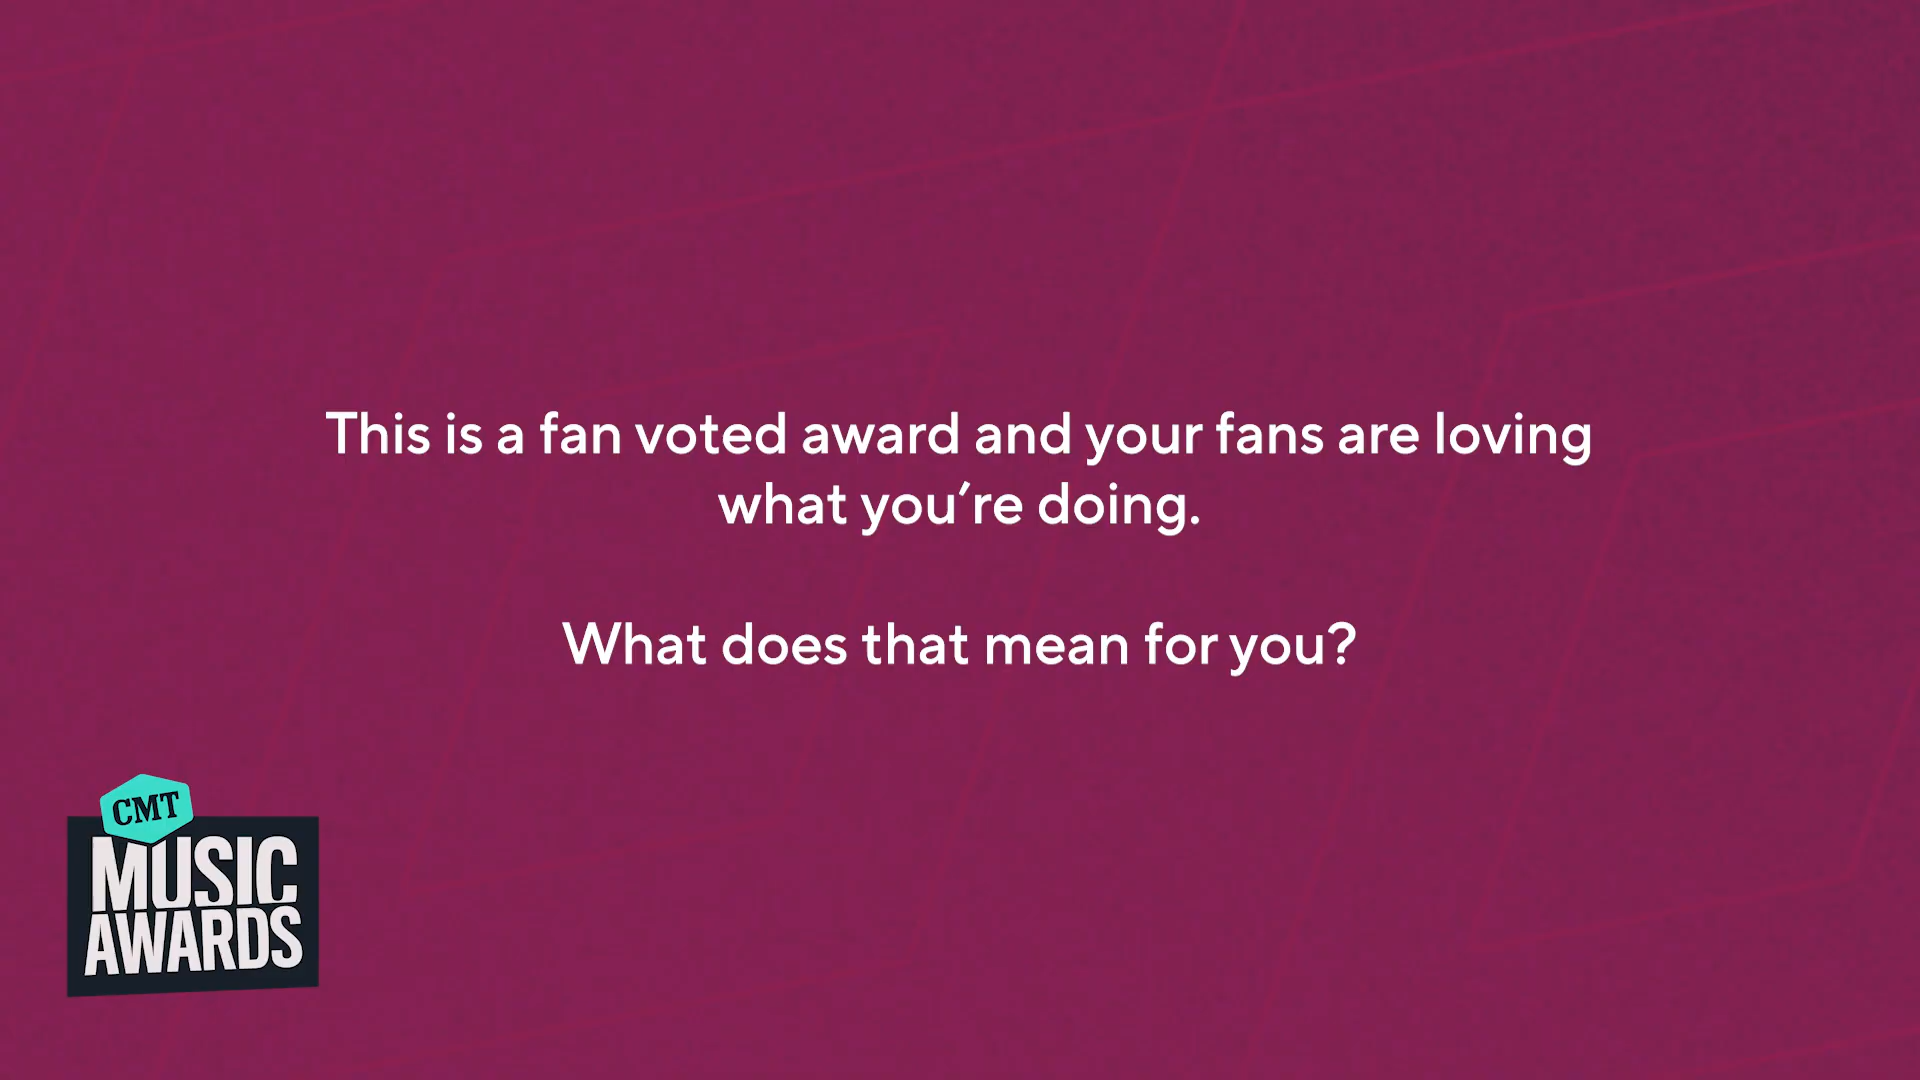 This is a fan voted award and your fans are loving
what you’re doing.
What does that mean for you?
CMT
MUSIC
AWARDS